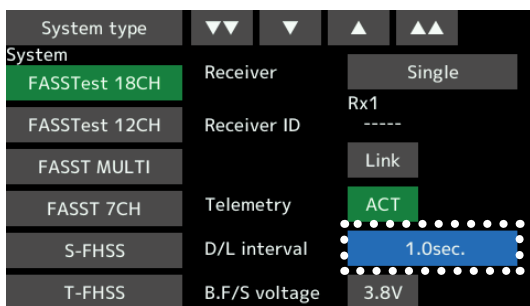 System type ▼▼ ▼ ▲ ▲▲
System
FASSTest 18CH
FASSTest 12CH
FASST MULTI
FASST 7CH
S-FHSS
T-FHSS
Receiver Single
Rx1
Receiver ID -----
Link
Telemetry ACT
D/L interval 1.0sec.
B.F/S voltage 3.8V